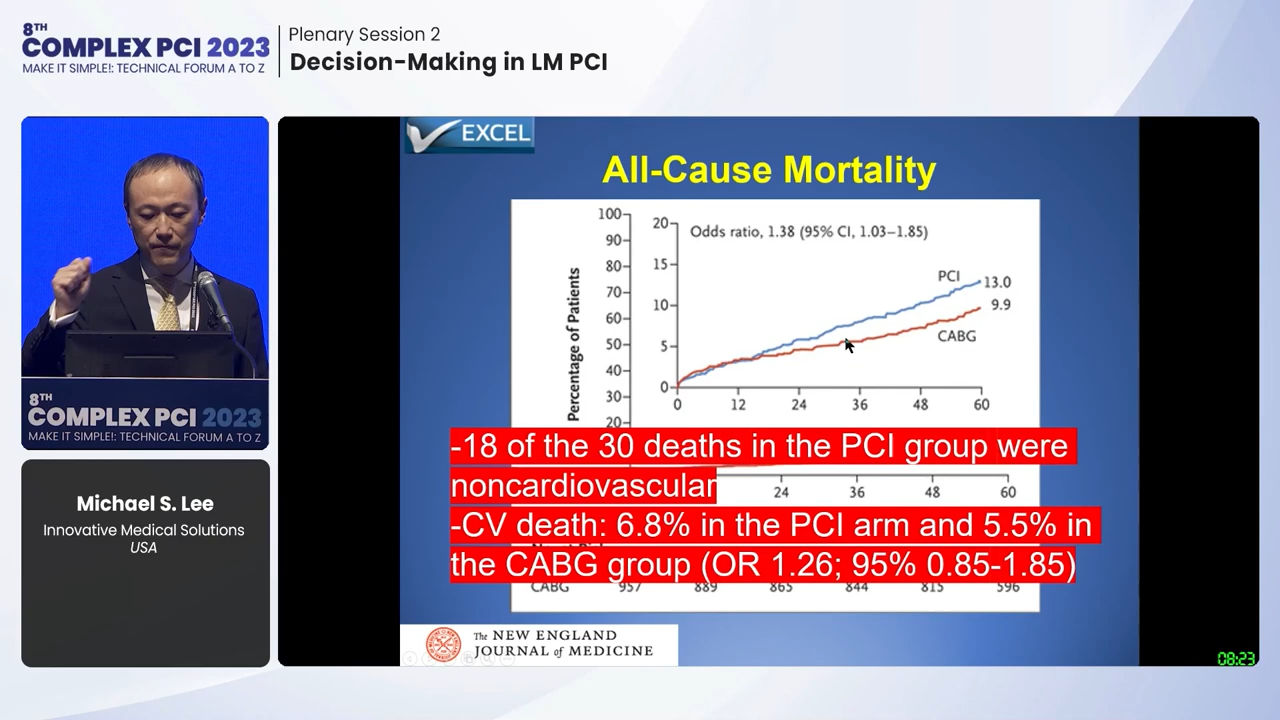 8TH
COMPLEX PCI 2023
MAKE IT SIMPLE!: TECHNICAL FORUM A TO Z
Plenary Session 2
Decision-Making in LM PCI
EXCEL
All-Cause Mortality
Percentage of Patients
100
90
80
70
60
50
40
30
20
20
15
10
5
0
Odds ratio, 1.38 (95% CI, 1.03–1.85)
PCI
13.0
9.9
CABG
0 12 24 36 48 60
-18 of the 30 deaths in the PCI group were
noncardiovascular
24 36 48 60
-CV death: 6.8% in the PCI arm and 5.5% in
the CABG group (OR 1.26; 95% 0.85-1.85)
CABG 957 889 865 844 815 596
The NEW ENGLAND
JOURNAL of MEDICINE
08:23
8TH
COMPLEX PCI 2023
MAKE IT SIMPLE!: TECHNICAL FORUM A TO Z
Michael S. Lee
Innovative Medical Solutions
USA